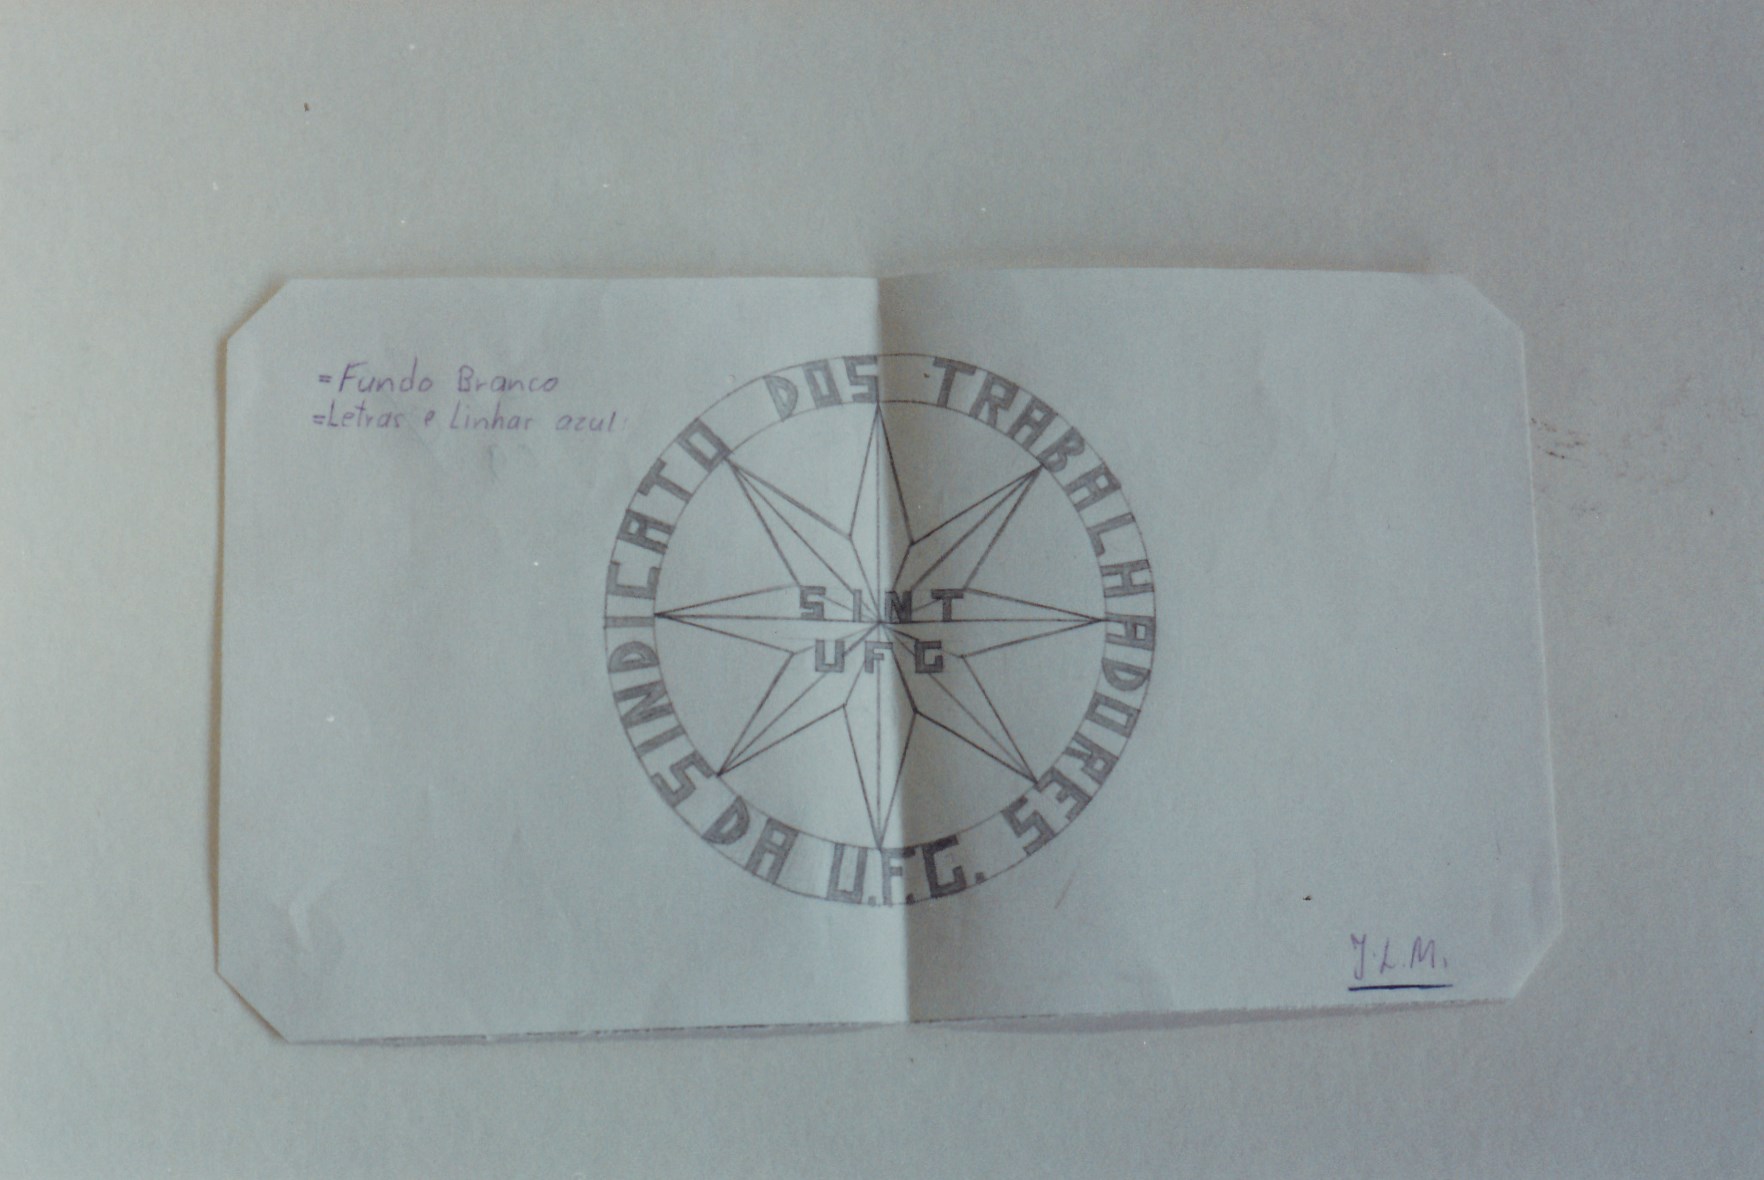 =Fundo Branco
=Letras e Linhas azul:
SINDICATO DOS TRABALHADORES
DA U.F.G.
SINT
UFG
J.L.M.